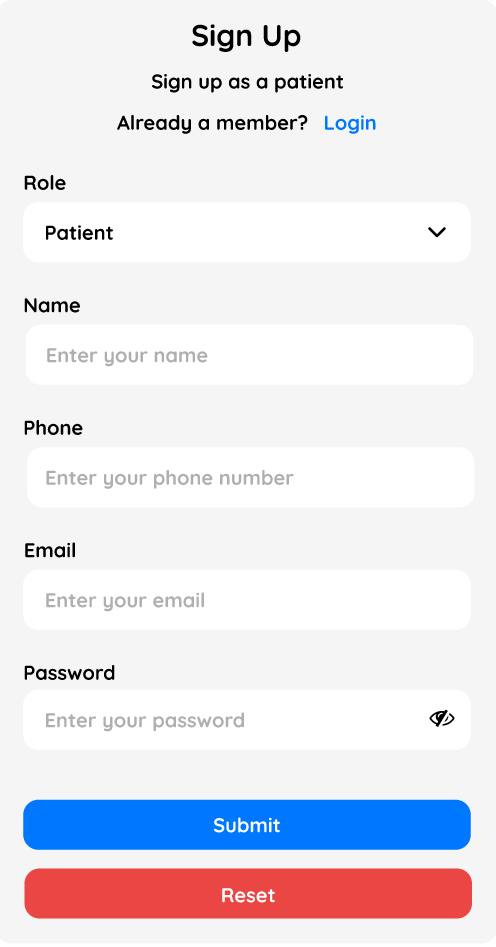 Sign Up
Sign up as a patient
Already a member? Login
Role
Patient
Name
Enter your name
Phone
Enter your phone number
Email
Enter your email
Password
Enter your password
Submit
Reset